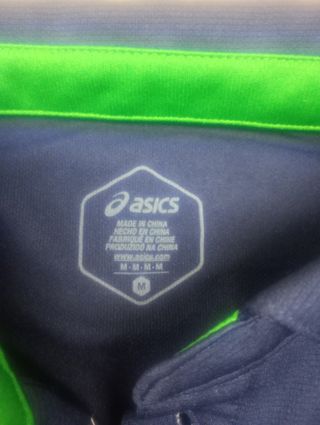 asics
MADE IN CHINA
HECHO EN CHINA
FABRIQUÉ EN CHINE
PRODUZIDO NA CHINA
www.asics.com
M - M - M - M
M